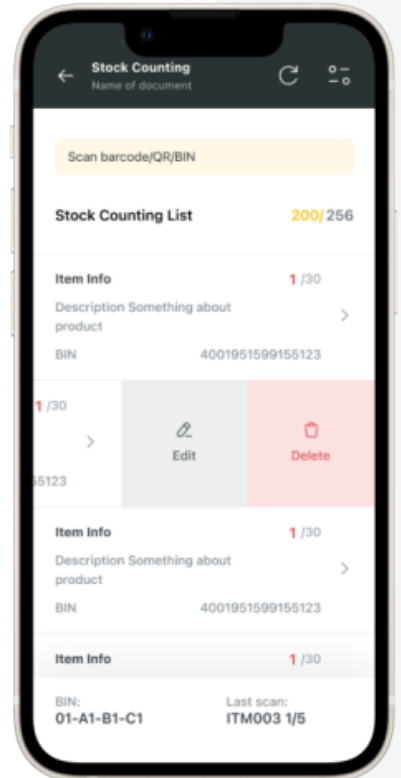 Stock Counting
Name of document
Scan barcode/QR/BIN
Stock Counting List 200/256
Item Info 1 /30
Description Something about
product
BIN 4001951599155123
1 /30
55123
Edit Delete
Item Info 1 /30
Description Something about
product
BIN 4001951599155123
Item Info 1 /30
BIN: Last scan:
01-A1-B1-C1 ITM003 1/5